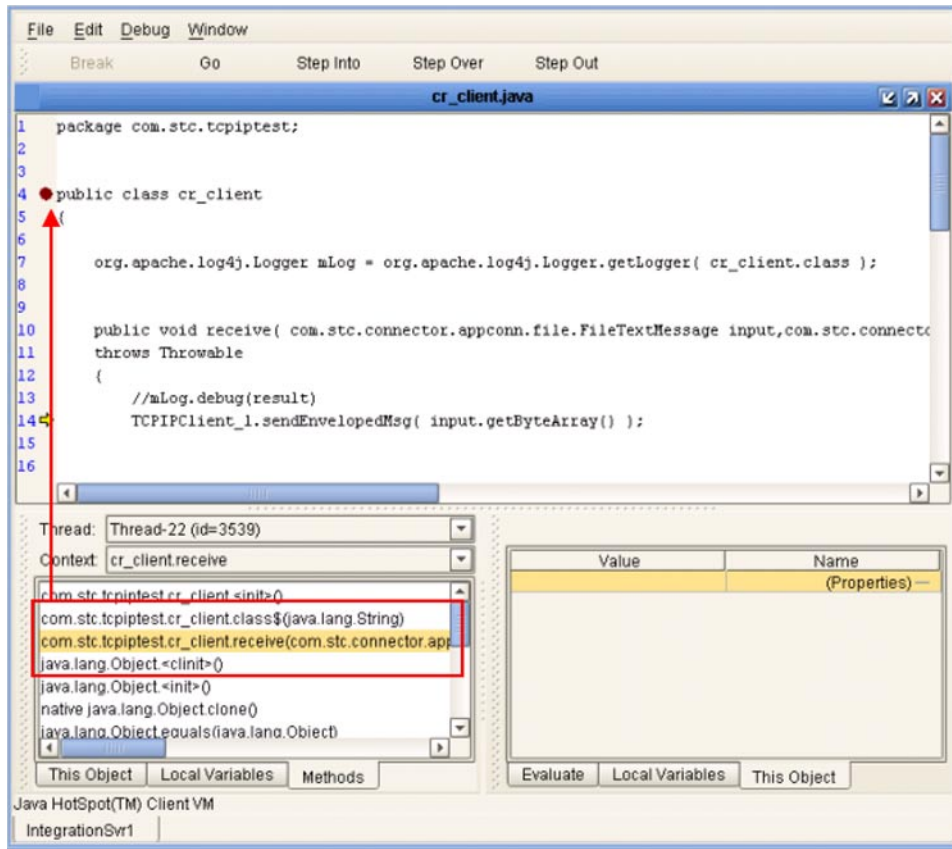 File Edit Debug Window
Break Go Step Into Step Over Step Out
cr_client.java
1 package com.stc.tcpiptest;
2
3
4 public class cr_client
5 {
6
7 org.apache.log4j.Logger mLog = org.apache.log4j.Logger.getLogger( cr_client.class );
8
9
10 public void receive( com.stc.connector.appconn.file.FileTextMessage input,com.stc.connecto
11 throws Throwable
12 {
13 //mLog.debug(result)
14 TCPIPClient_1.sendEnvelopedMsg( input.getByteArray() );
15
16
Thread: Thread-22 (id=3539)
Context: cr_client.receive
com.stc.tcpiptest.cr_client.<init>()
com.stc.tcpiptest.cr_client.class$(java.lang.String)
com.stc.tcpiptest.cr_client.receive(com.stc.connector.app
java.lang.Object.<clinit>()
java.lang.Object.<init>()
native java.lang.Object.clone()
java.lang.Object.equals(java.lang.Object)
This Object Local Variables Methods
Value Name
(Properties)
Evaluate Local Variables This Object
Java HotSpot(TM) Client VM
IntegrationSvr1